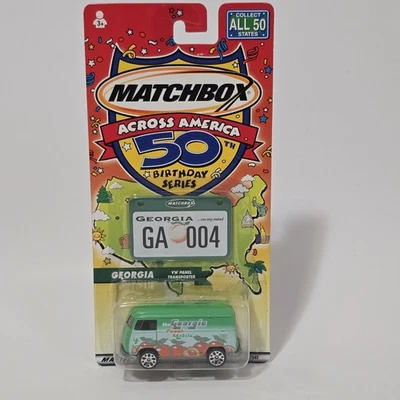 COLLECT
ALL 50
STATES
3+
MATCHBOX
ACROSS AMERICA
50TH
BIRTHDAY
SERIES
MATCHBOX
GEORGIA
GA 004
GEORGIA
VW PANEL
TRANSPORTER
Georgia